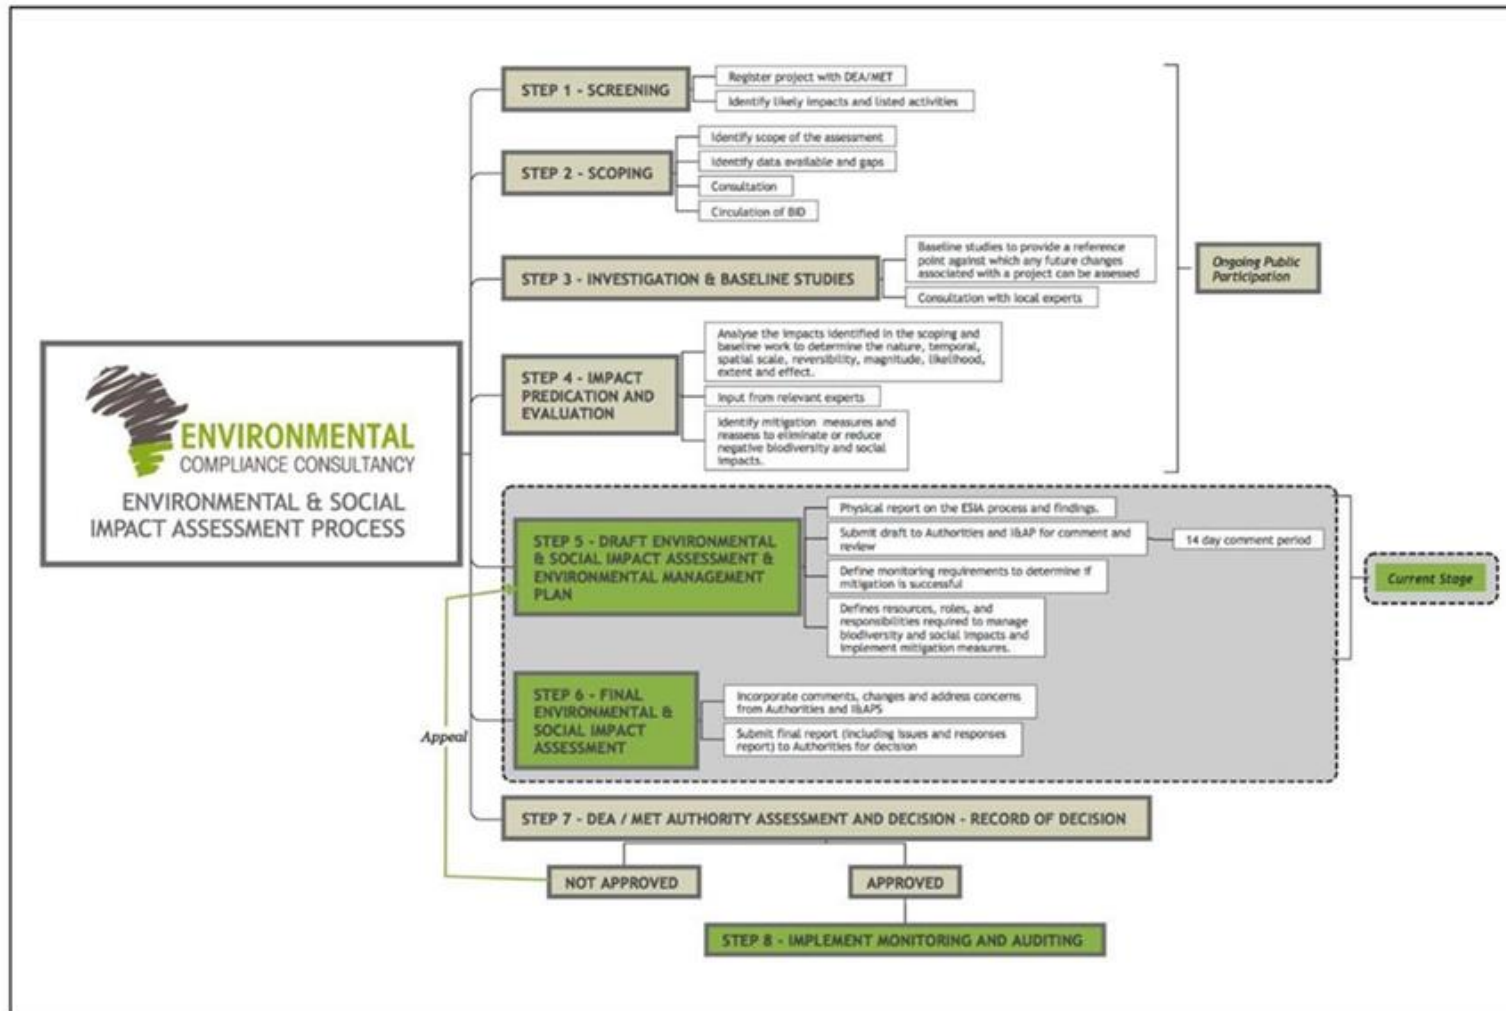 ENVIRONMENTAL
COMPLIANCE CONSULTANCY
ENVIRONMENTAL & SOCIAL
IMPACT ASSESSMENT PROCESS
STEP 1 - SCREENING
Register project with DEA/MET
Identify likely impacts and listed activities
STEP 2 - SCOPING
Identify scope of the assessment
Identify data available and gaps
Consultation
Circulation of BID
STEP 3 - INVESTIGATION & BASELINE STUDIES
Baseline studies to provide a reference
point against which any future changes
associated with a project can be assessed
Consultation with local experts
STEP 4 - IMPACT
PREDICATION AND
EVALUATION
Analyse the impacts identified in the scoping and
baseline work to determine the nature, temporal,
spatial scale, reversibility, magnitude, likelihood,
extent and effect.
Input from relevant experts
Identify mitigation measures and
reassess to eliminate or reduce
negative biodiversity and social
impacts.
Ongoing Public
Participation
STEP 5 - DRAFT ENVIRONMENTAL
& SOCIAL IMPACT ASSESSMENT &
ENVIRONMENTAL MANAGEMENT
PLAN
Physical report on the ESIA process and findings.
Submit draft to Authorities and I&AP for comment and
review
14 day comment period
Define monitoring requirements to determine if
mitigation is successful
Defines resources, roles, and
responsibilities required to manage
biodiversity and social impacts and
implement mitigation measures.
Current Stage
STEP 6 - FINAL
ENVIRONMENTAL &
SOCIAL IMPACT
ASSESSMENT
Incorporate comments, changes and address concerns
from Authorities and I&APS
Submit final report (including issues and responses
report) to Authorities for decision
Appeal
STEP 7 - DEA / MET AUTHORITY ASSESSMENT AND DECISION - RECORD OF DECISION
NOT APPROVED
APPROVED
STEP 8 - IMPLEMENT MONITORING AND AUDITING